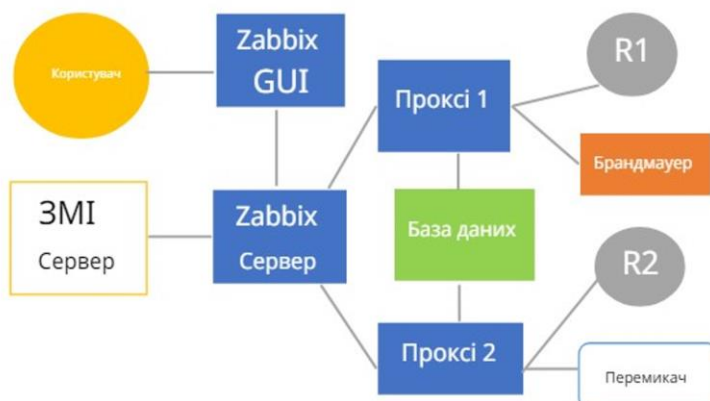 Користувач
Zabbix
GUI
Проксі 1
R1
Брандмауер
ЗМІ
Сервер
Zabbix
Сервер
База даних
R2
Проксі 2
Перемикач